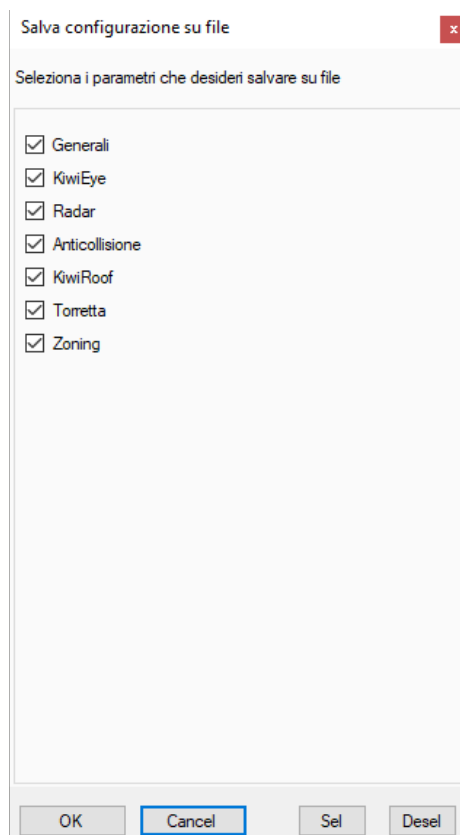 Salva configurazione su file
x
Seleziona i parametri che desideri salvare su file
Generali
KiwiEye
Radar
Anticollisione
KiwiRoof
Torretta
Zoning
OK Cancel Sel Desel